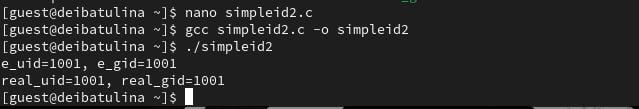 [guest@deibatulina ~]$ nano simpleid2.c
[guest@deibatulina ~]$ gcc simpleid2.c -o simpleid2
[guest@deibatulina ~]$ ./simpleid2
e_uid=1001, e_gid=1001
real_uid=1001, real_gid=1001
[guest@deibatulina ~]$